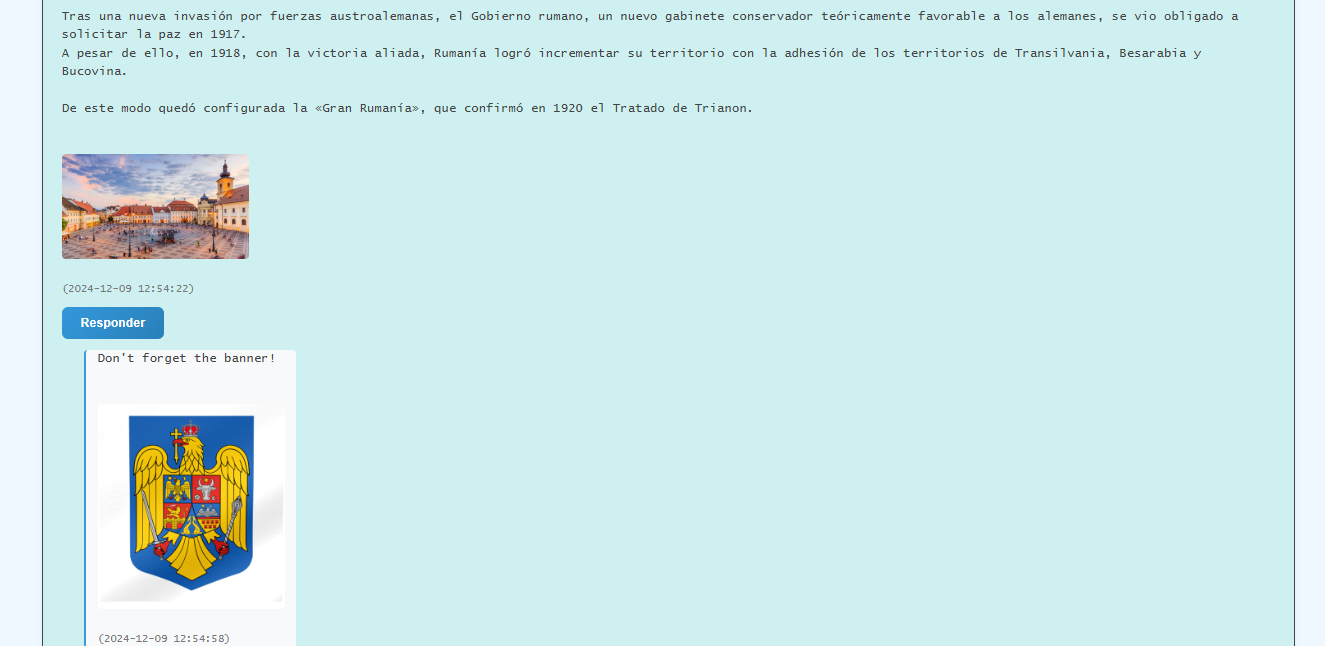 Tras una nueva invasión por fuerzas austroalemanas, el Gobierno rumano, un nuevo gabinete conservador teóricamente favorable a los alemanes, se vio obligado a
solicitar la paz en 1917.
A pesar de ello, en 1918, con la victoria aliada, Rumanía logró incrementar su territorio con la adhesión de los territorios de Transilvania, Besarabia y
Bucovina.
De este modo quedó configurada la «Gran Rumanía», que confirmó en 1920 el Tratado de Trianon.
(2024-12-09 12:54:22)
Responder
Don't forget the banner!
(2024-12-09 12:54:58)